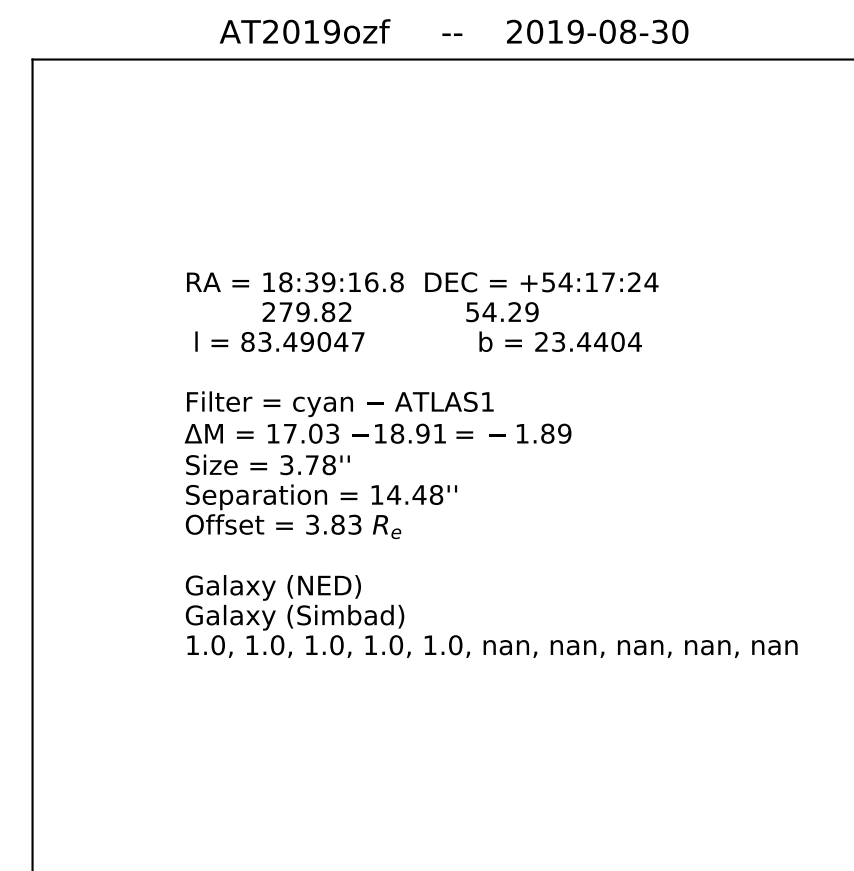 AT2019ozf -- 2019-08-30
RA = 18:39:16.8 DEC = +54:17:24
279.82 54.29
l = 83.49047 b = 23.4404
Filter = cyan − ATLAS1
ΔM = 17.03 −18.91 = − 1.89
Size = 3.78''
Separation = 14.48''
Offset = 3.83 Re
Galaxy (NED)
Galaxy (Simbad)
1.0, 1.0, 1.0, 1.0, 1.0, nan, nan, nan, nan, nan